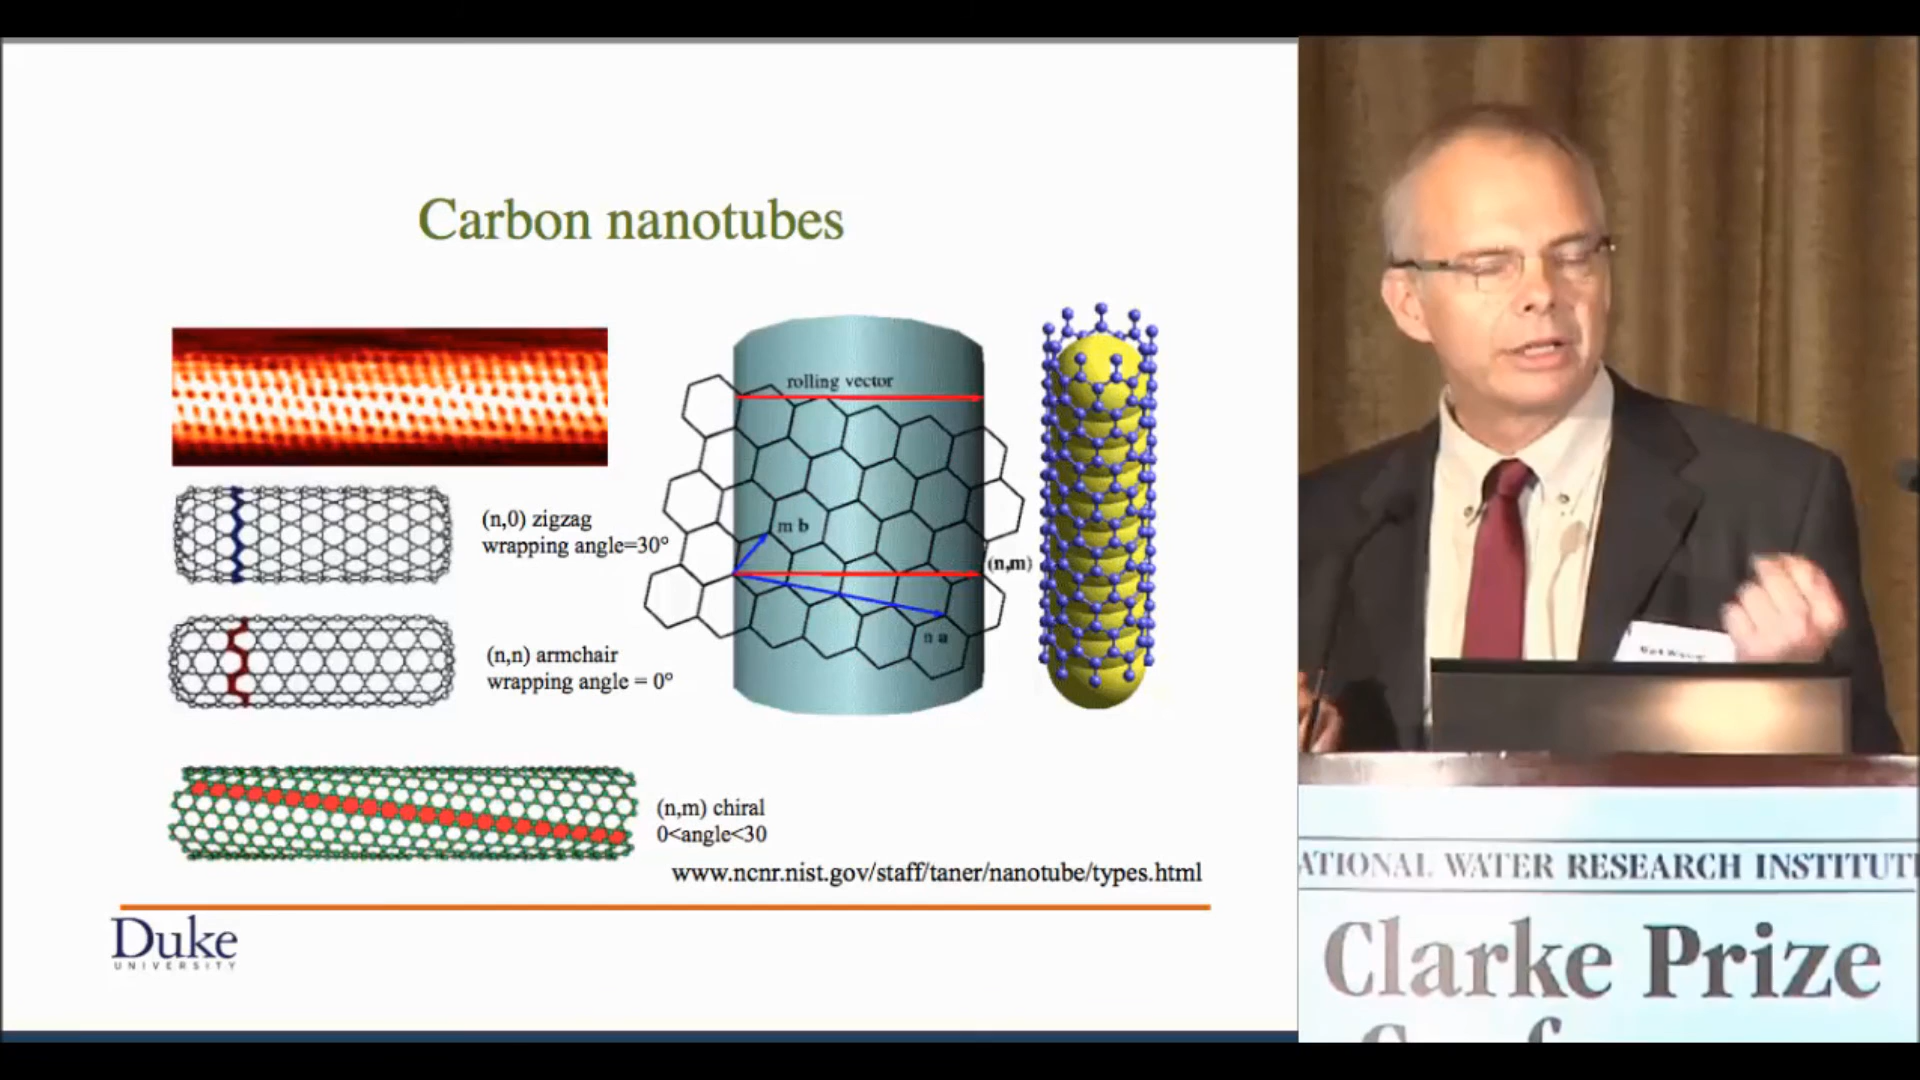 Carbon nanotubes
rolling vector
(n,0) zigzag
wrapping angle=30°
m b
(n,m)
(n,n) armchair
wrapping angle = 0°
n a
(n,m) chiral
0<angle<30
www.ncnr.nist.gov/staff/taner/nanotube/types.html
Duke
UNIVERSITY
ATIONAL WATER RESEARCH INSTITUT
Clarke Prize